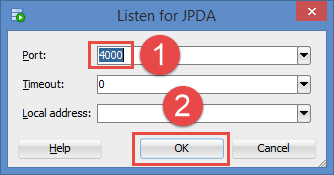 Listen for JPDA
Port: 4000 1
Timeout: 0
Local address: 2
Help OK Cancel